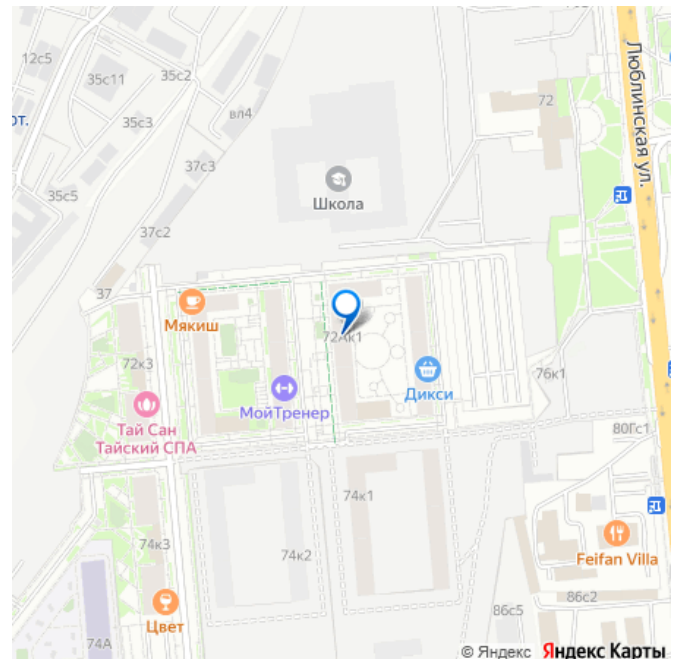 12с5
35с11
35с2
от.
35с3
вл4
37с3
35с5
37с2
Школа
72
Люблинская ул.
37
Мякиш
72Ак1
72к3
МойТренер
Дикси
76к1
Тай Сан
Тайский СПА
80Гс1
74к1
74к3
74к2
Feifan Villa
86с2
86с5
Цвет
74А
© Яндекс Яндекс Карты